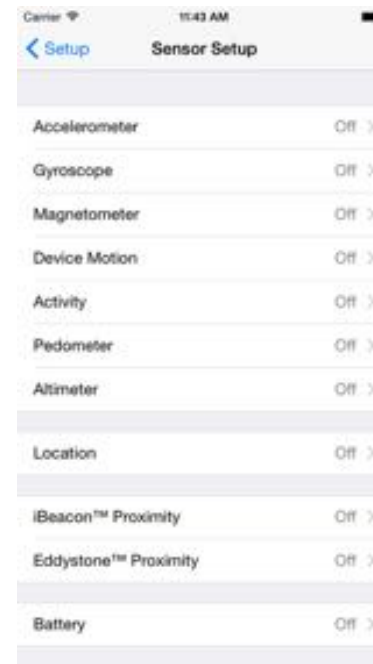 Carrier 11:43 AM
Setup Sensor Setup
Accelerometer Off
Gyroscope Off
Magnetometer Off
Device Motion Off
Activity Off
Pedometer Off
Altimeter Off
Location Off
iBeacon™ Proximity Off
Eddystone™ Proximity Off
Battery Off